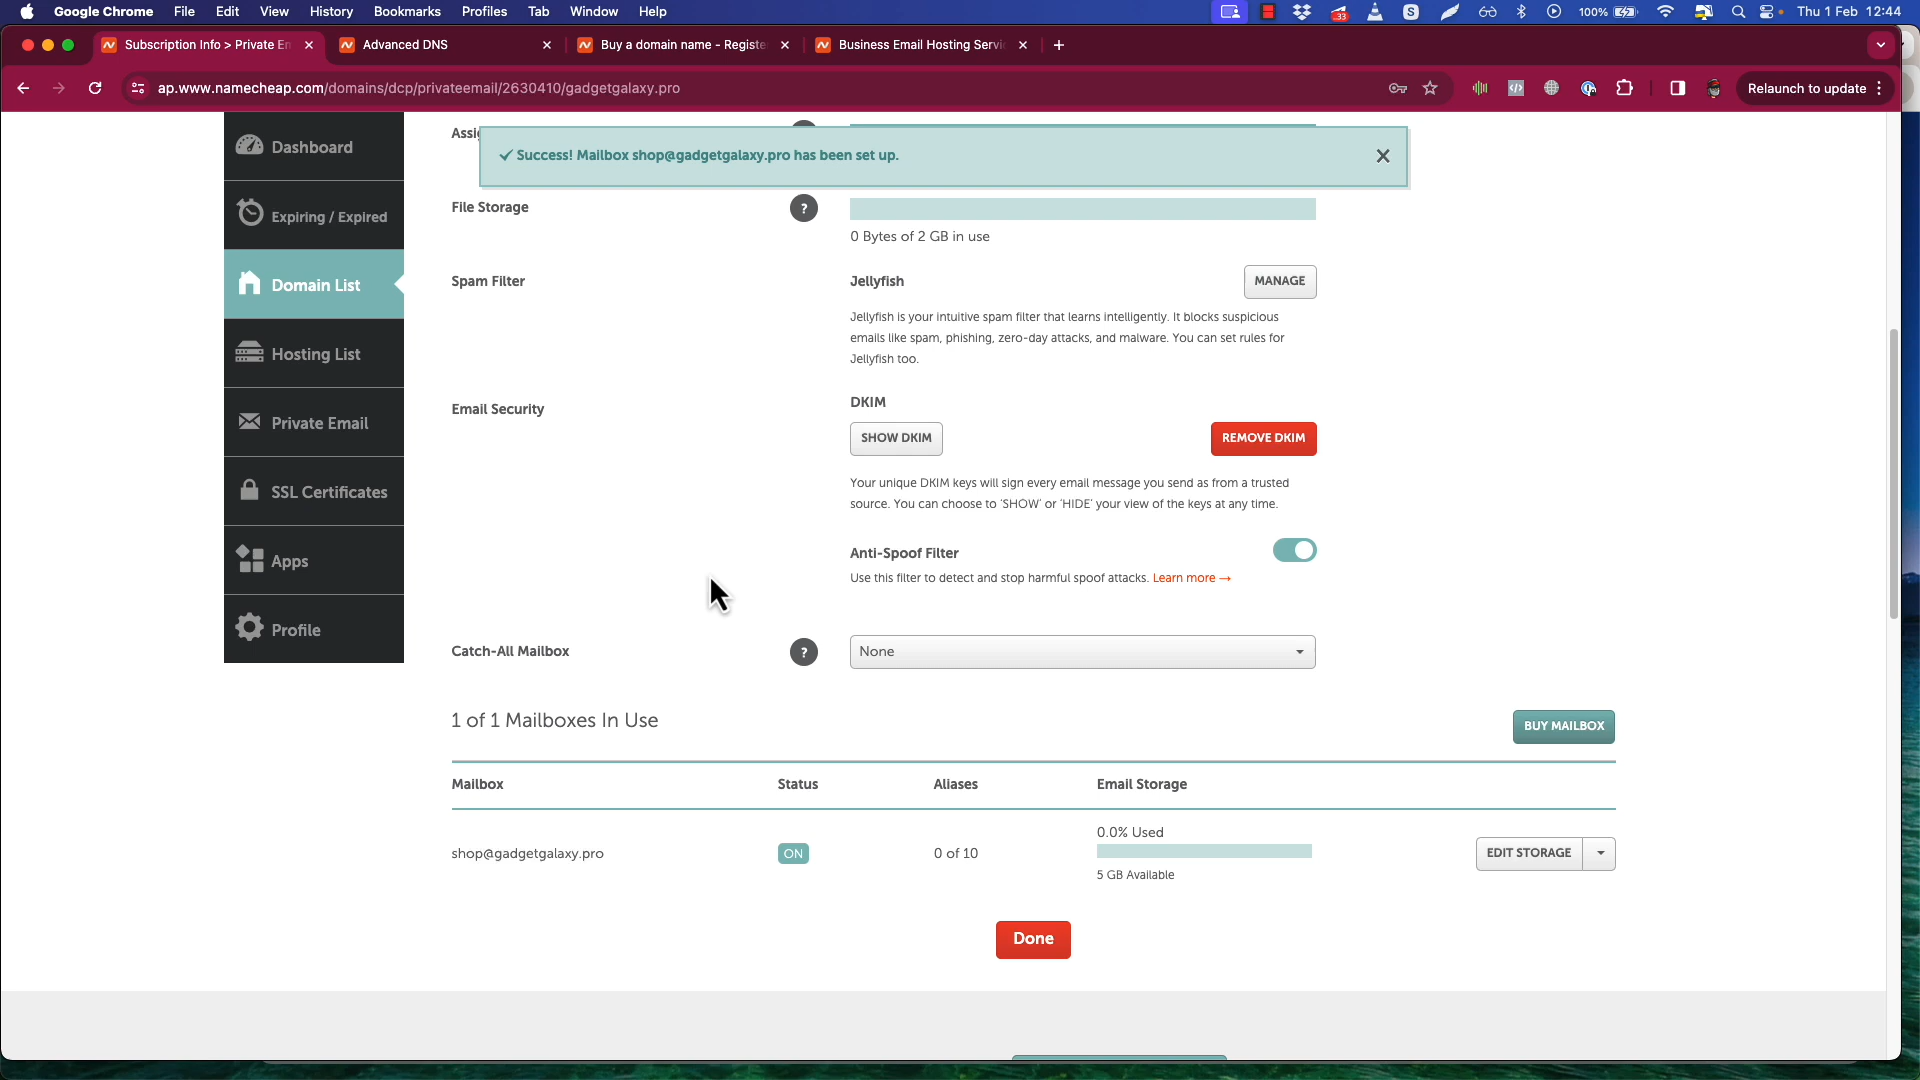 Google Chrome File Edit View History Bookmarks Profiles Tab Window Help
.33 S 100% Thu 1 Feb 12:44
Subscription Info > Private En
Advanced DNS
Buy a domain name - Registe
Business Email Hosting Servi
ap.www.namecheap.com/domains/dcp/privateemail/2630410/gadgetgalaxy.pro
Relaunch to update
Dashboard
Expiring / Expired
Domain List
Hosting List
Private Email
SSL Certificates
Apps
Profile
Success! Mailbox shop@gadgetgalaxy.pro has been set up.
File Storage
?
0 Bytes of 2 GB in use
Spam Filter
Jellyfish
MANAGE
Jellyfish is your intuitive spam filter that learns intelligently. It blocks suspicious
emails like spam, phishing, zero-day attacks, and malware. You can set rules for
Jellyfish too.
Email Security
DKIM
SHOW DKIM
REMOVE DKIM
Your unique DKIM keys will sign every email message you send as from a trusted
source. You can choose to 'SHOW' or 'HIDE' your view of the keys at any time.
Anti-Spoof Filter
Use this filter to detect and stop harmful spoof attacks. Learn more →
Catch-All Mailbox
?
None
1 of 1 Mailboxes In Use
BUY MAILBOX
Mailbox Status Aliases Email Storage
shop@gadgetgalaxy.pro
ON
0 of 10
0.0% Used
5 GB Available
EDIT STORAGE
Done